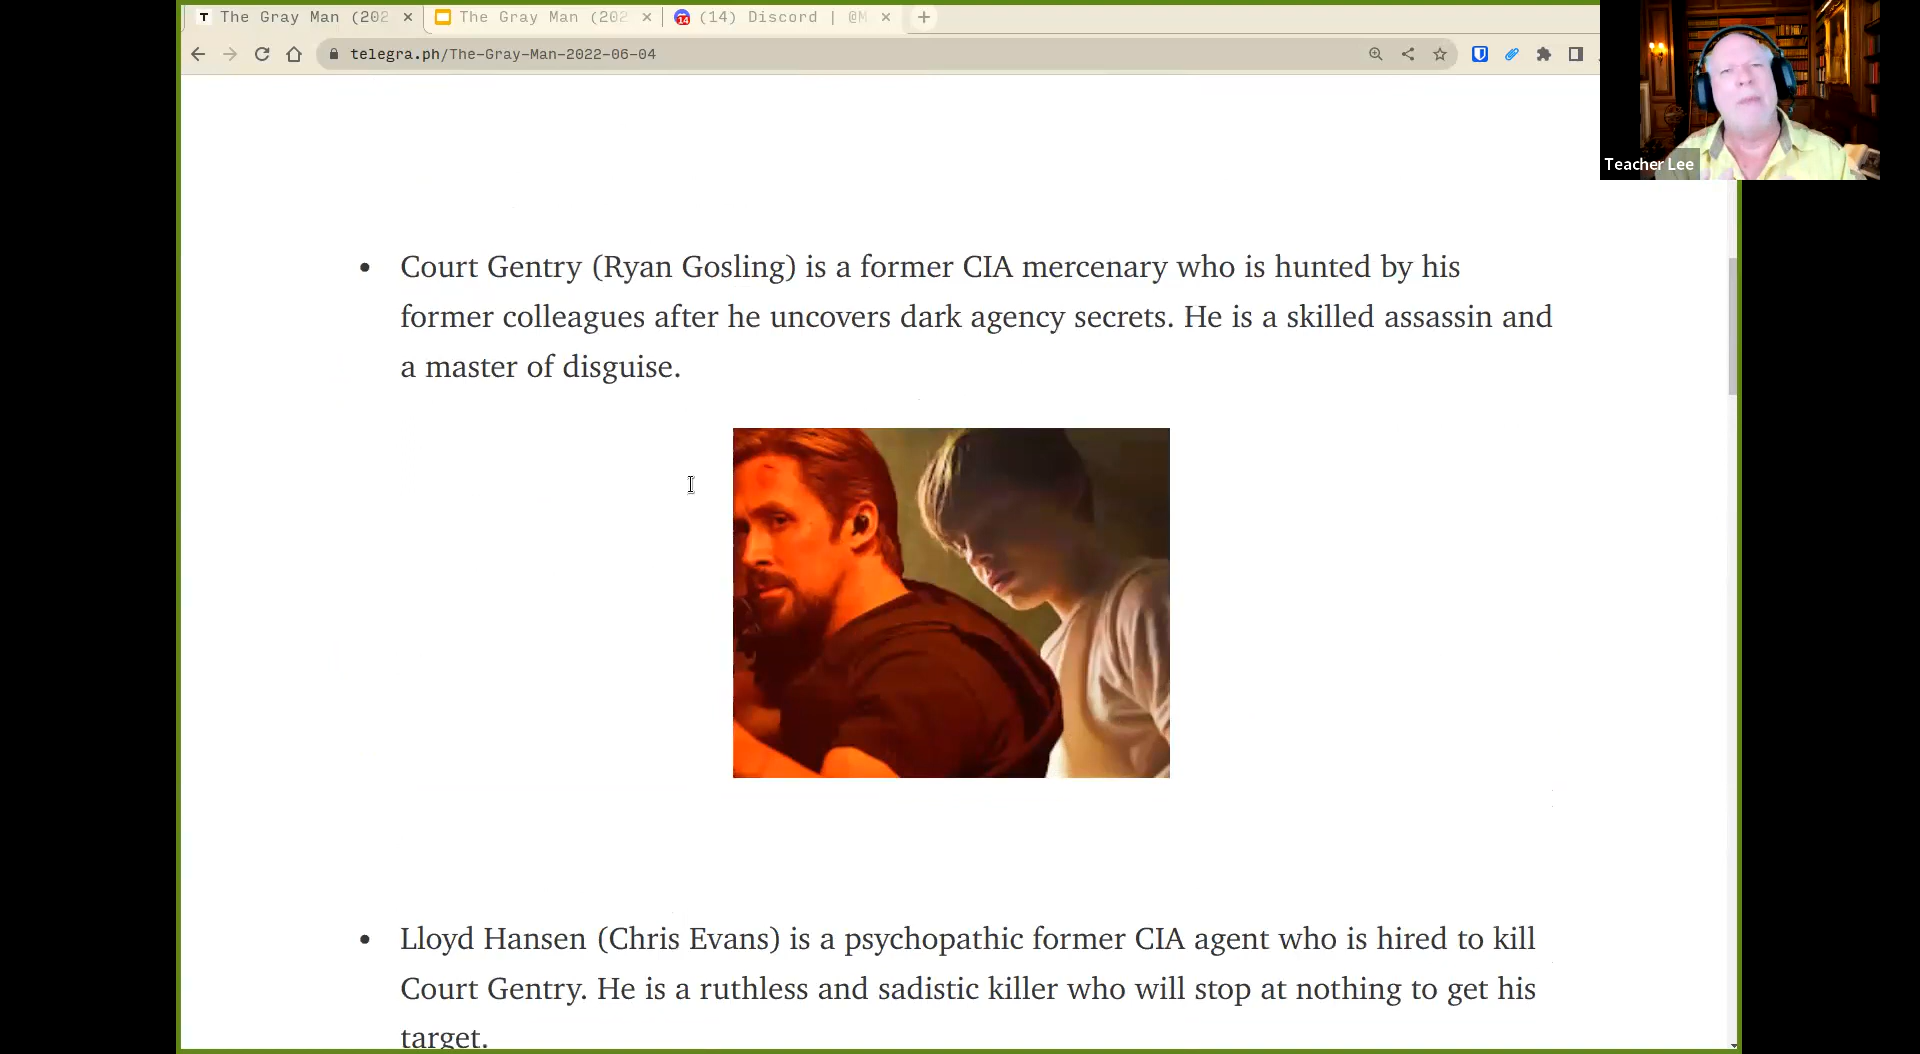 The Gray Man (202
The Gray Man (202
(14) Discord | @M
telegra.ph/The-Gray-Man-2022-06-04
Teacher Lee
• Court Gentry (Ryan Gosling) is a former CIA mercenary who is hunted by his
former colleagues after he uncovers dark agency secrets. He is a skilled assassin and
a master of disguise.
• Lloyd Hansen (Chris Evans) is a psychopathic former CIA agent who is hired to kill
Court Gentry. He is a ruthless and sadistic killer who will stop at nothing to get his
target.